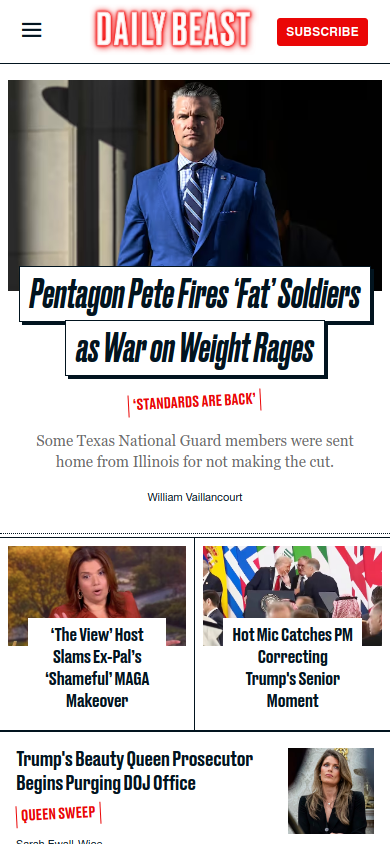 DAILY BEAST
SUBSCRIBE
Pentagon Pete Fires ‘Fat’ Soldiers
as War on Weight Rages
‘STANDARDS ARE BACK’
Some Texas National Guard members were sent
home from Illinois for not making the cut.
William Vaillancourt
‘The View’ Host
Slams Ex-Pal’s
‘Shameful’ MAGA
Makeover
Hot Mic Catches PM
Correcting
Trump's Senior
Moment
Trump's Beauty Queen Prosecutor
Begins Purging DOJ Office
QUEEN SWEEP
Sarah Ewall-Wice